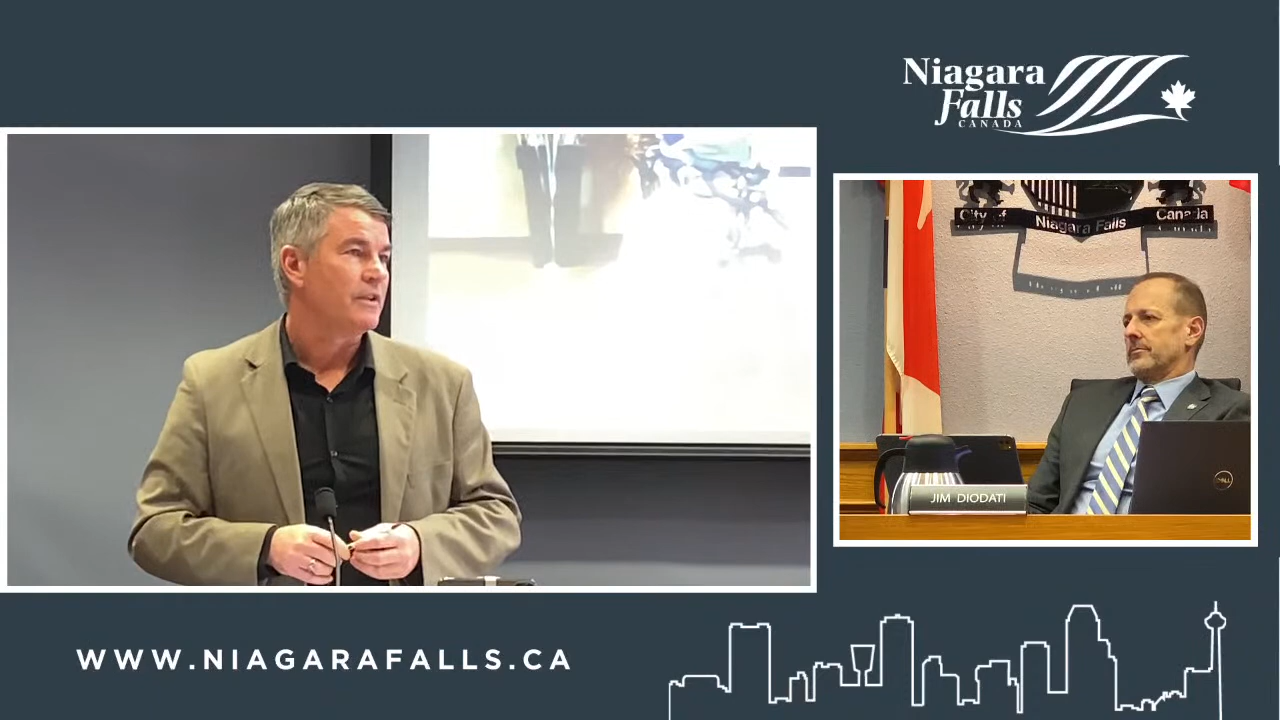 Niagara
Falls
CANADA
City of
Niagara Falls
Canada
JIM DIODATI
DELL
WWW.NIAGARAFALLS.CA